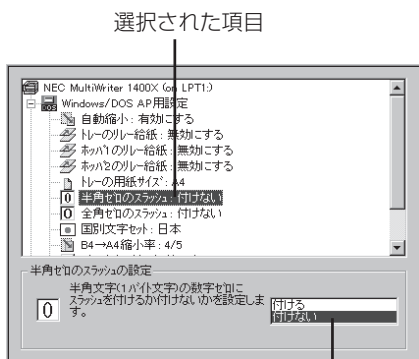 選択された項目
NEC MultiWriter 1400X (on LPT1:)
Windows/DOS AP用設定
自動縮小 : 有効にする
トレーのリレー給紙 : 無効にする
ホッパ1のリレー給紙 : 無効にする
ホッパ2のリレー給紙 : 無効にする
トレーの用紙サイズ : A4
半角ゼロのスラッシュ : 付けない
全角ゼロのスラッシュ : 付けない
国別文字セット : 日本
B4→A4縮小率 : 4/5
半角ゼロのスラッシュの設定
半角文字(1バイト文字)の数字ゼロに
スラッシュを付けるか付けないかを設定しま
す。
付ける
付けない